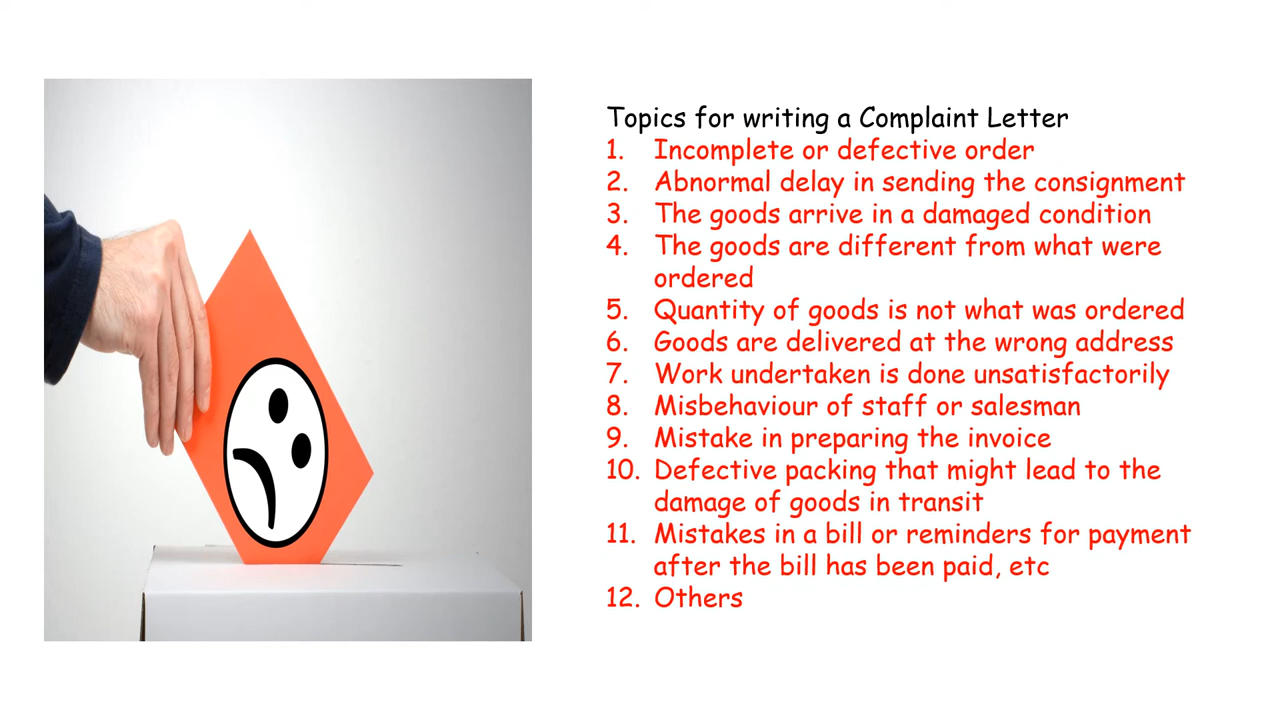 Topics for writing a Complaint Letter
1. Incomplete or defective order
2. Abnormal delay in sending the consignment
3. The goods arrive in a damaged condition
4. The goods are different from what were
ordered
5. Quantity of goods is not what was ordered
6. Goods are delivered at the wrong address
7. Work undertaken is done unsatisfactorily
8. Misbehaviour of staff or salesman
9. Mistake in preparing the invoice
10. Defective packing that might lead to the
damage of goods in transit
11. Mistakes in a bill or reminders for payment
after the bill has been paid, etc
12. Others